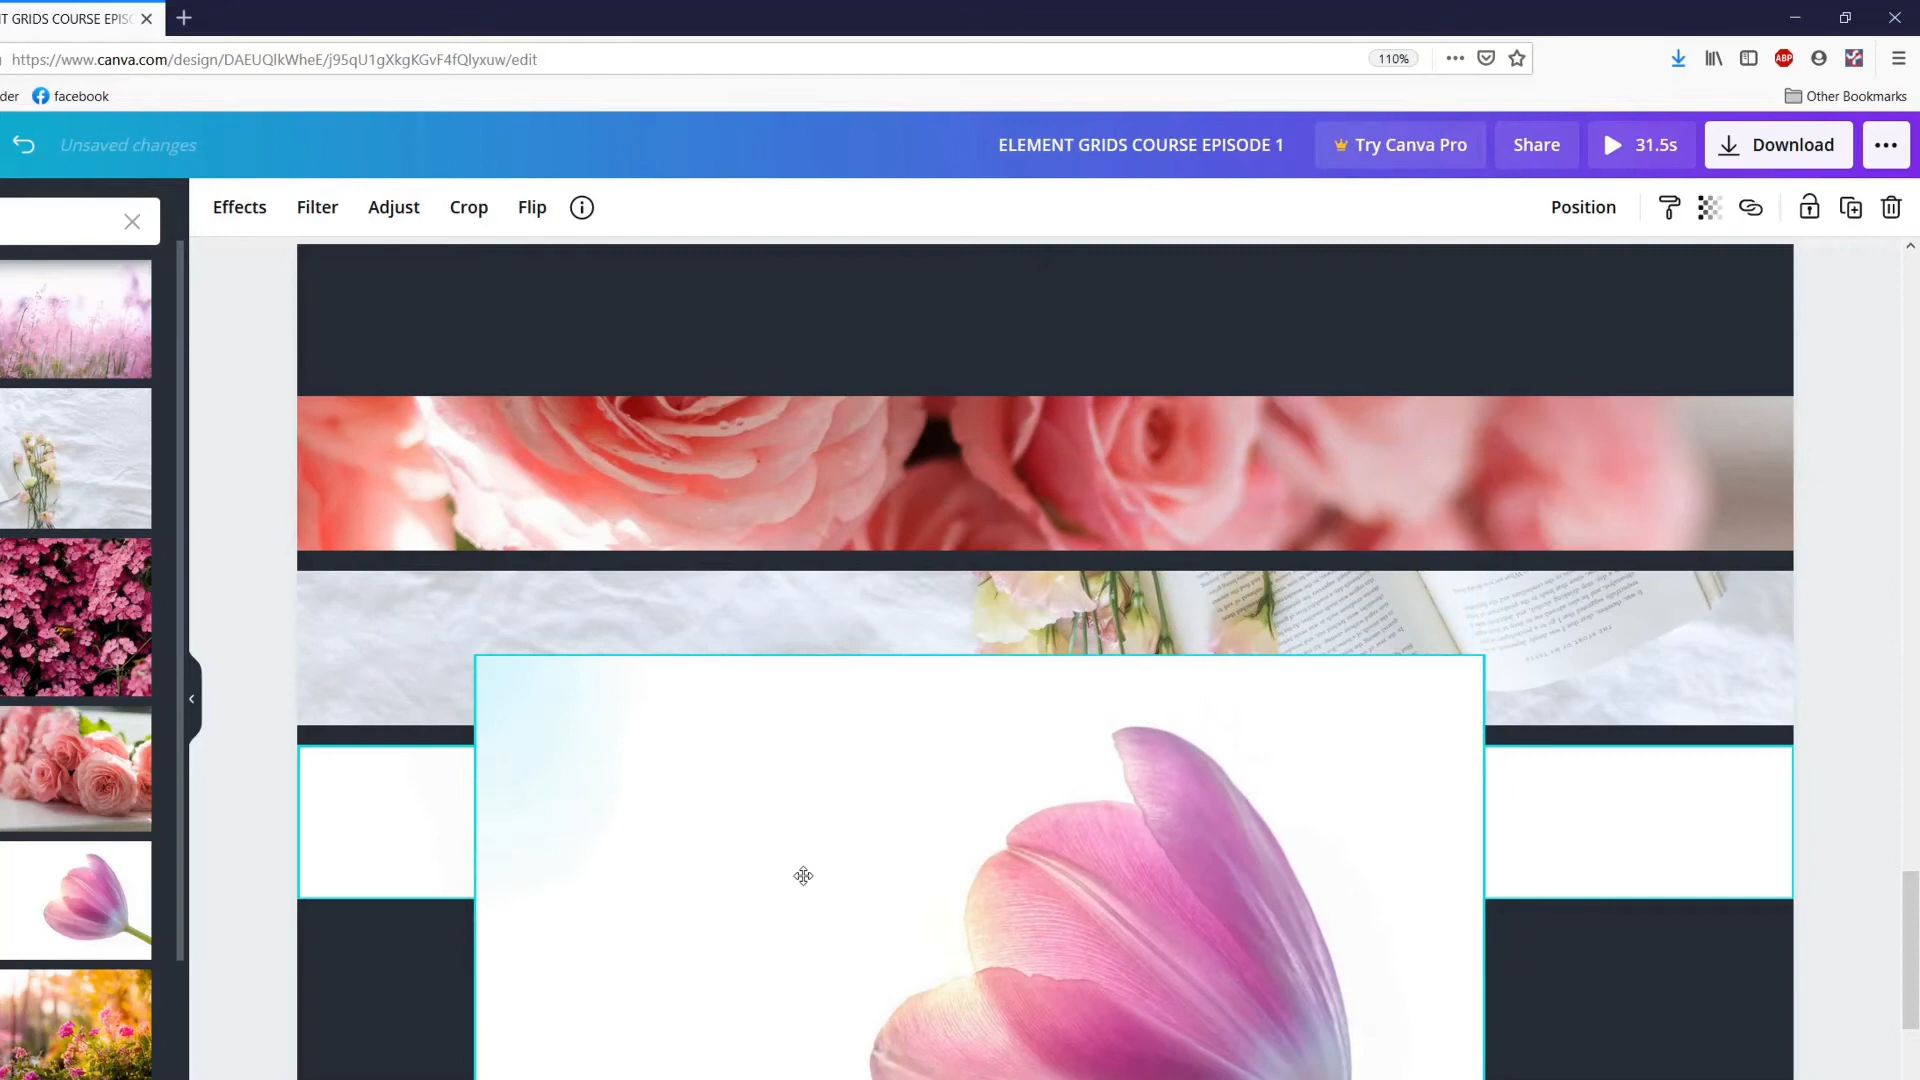 T GRIDS COURSE EPIS
https://www.canva.com/design/DAEUQlkWheE/j95qU1gXkgKGvF4fQlyxuw/edit
110%
ABP
der
facebook
Other Bookmarks
Unsaved changes
ELEMENT GRIDS COURSE EPISODE 1
Try Canva Pro
Share
31.5s
Download
Effects
Filter
Adjust
Crop
Flip
Position